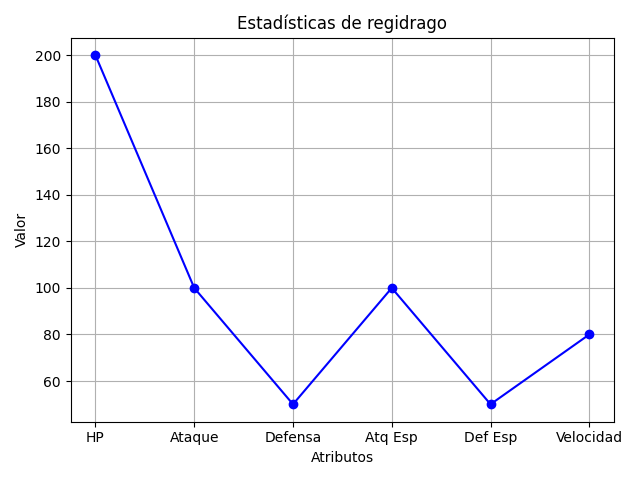 Estadísticas de regidrago
Valor
200
180
160
140
120
100
80
60
HP Ataque Defensa Atq Esp Def Esp Velocidad
Atributos